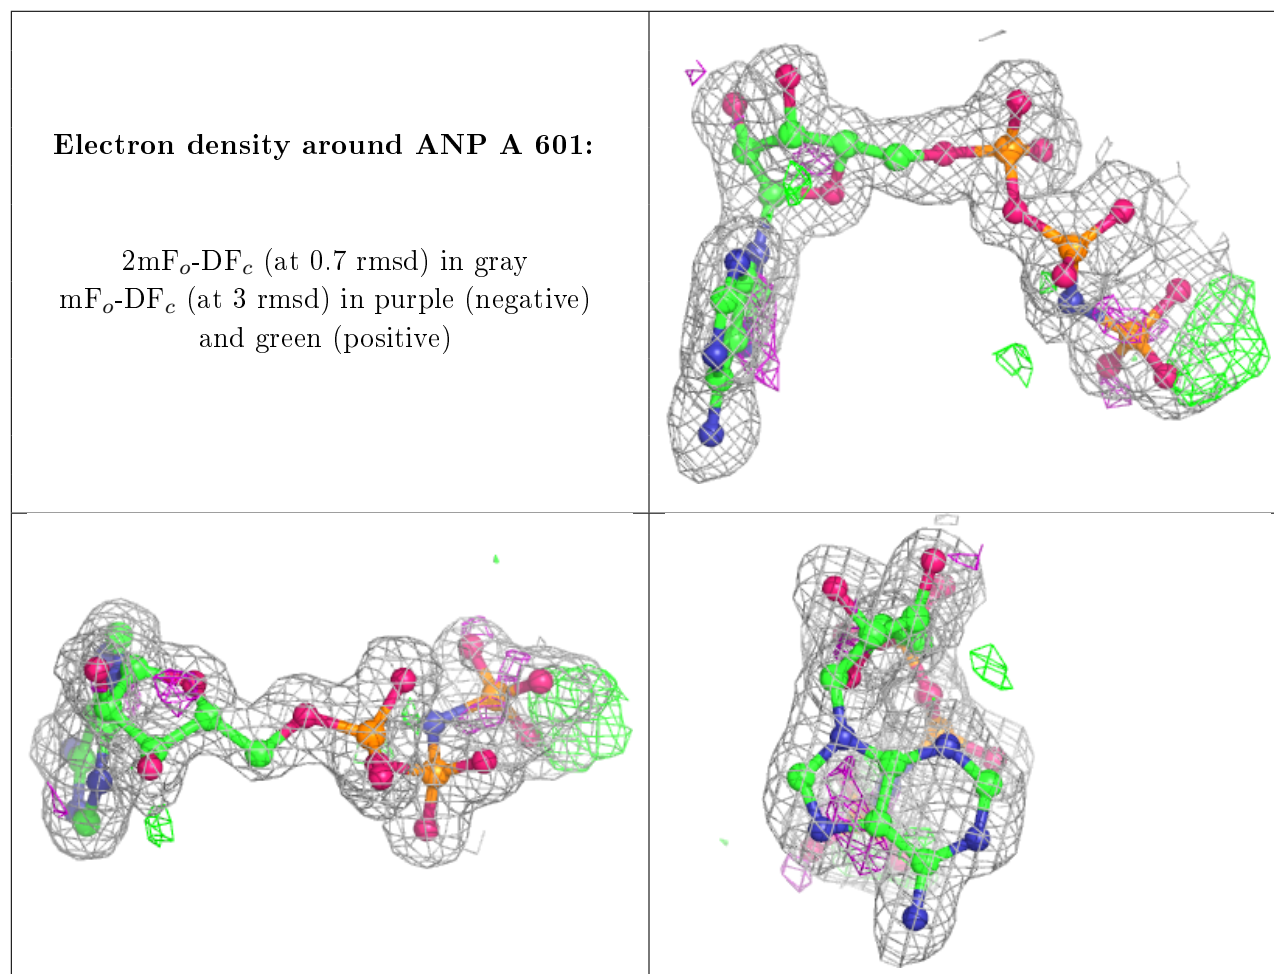 Electron density around ANP A 601:
2mFₒ-DF𝒸 (at 0.7 rmsd) in gray
mFₒ-DF𝒸 (at 3 rmsd) in purple (negative)
and green (positive)